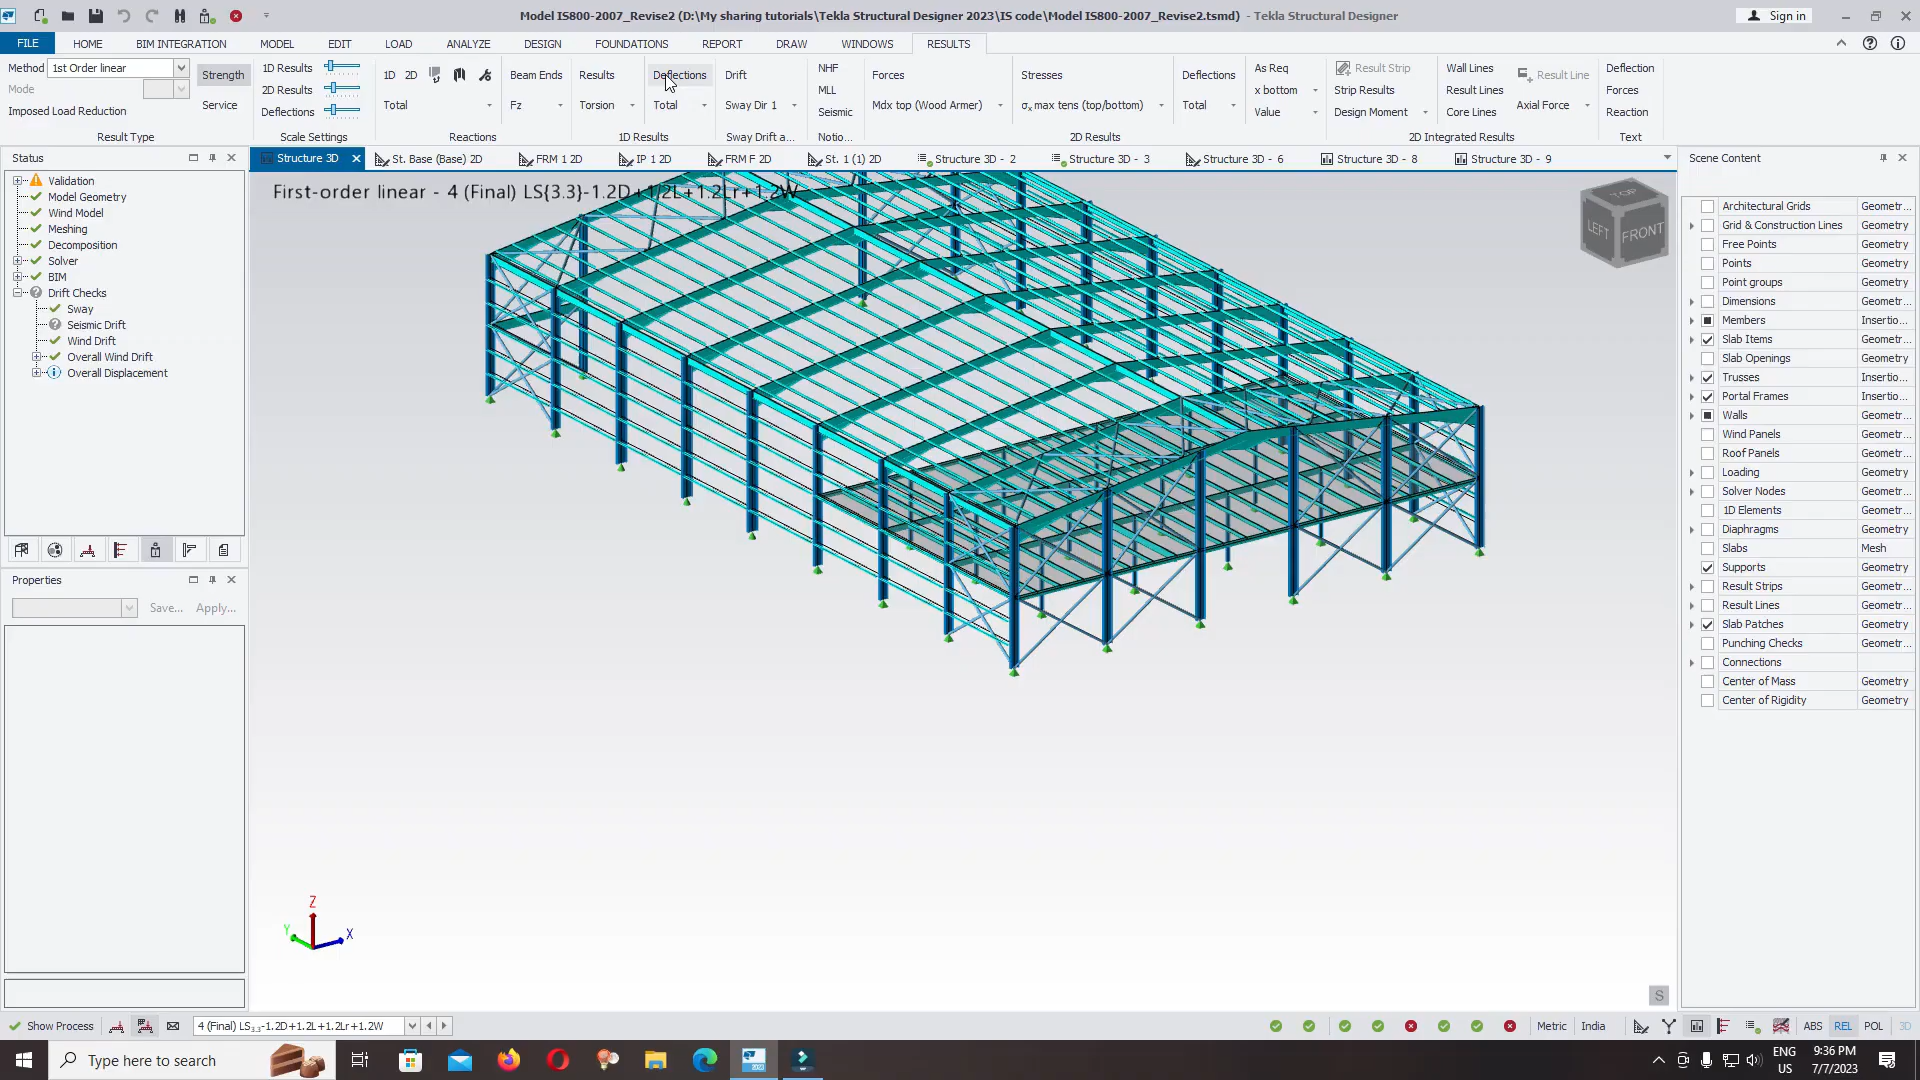 Model IS800-2007_Revise2 (D:\My sharing tutorials\Tekla Structural Designer 2023\IS code\Model IS800-2007_Revise2.tsmd) - Tekla Structural Designer
Sign in
FILE HOME BIM INTEGRATION MODEL EDIT LOAD ANALYZE DESIGN FOUNDATIONS REPORT DRAW WINDOWS RESULTS
Method 1st Order linear Strength 1D Results 1D 2D Beam Ends Results Deflections Drift NHF Forces Stresses Deflections As Req Result Strip Wall Lines Result Line Deflection
Mode 2D Results MLL x bottom Strip Results Result Lines Forces
Service Deflections Total Fz Torsion Total Sway Dir 1 Mdx top (Wood Armer) σx max tens (top/bottom) Total Axial Force
Imposed Load Reduction Seismic Value Design Moment Core Lines Reaction
Result Type Scale Settings Reactions 1D Results Sway Drift a... Notio... 2D Results 2D Integrated Results Text
Status
Structure 3D St. Base (Base) 2D FRM 1 2D IP 1 2D FRM F 2D St. 1 (1) 2D Structure 3D - 2 Structure 3D - 3 Structure 3D - 6 Structure 3D - 8 Structure 3D - 9
Scene Content
Validation
Model Geometry
Wind Model
Meshing
Decomposition
Solver
BIM
Drift Checks
Sway
Seismic Drift
Wind Drift
Overall Wind Drift
Overall Displacement
First-order linear - 4 (Final) LS{3.3}-1.2D+1.2L+1.2Lr+1.2W
TOP
LEFT FRONT
Architectural Grids Geometr...
Grid & Construction Lines Geometry
Free Points Geometry
Points Geometry
Point groups Geometry
Dimensions Geometr...
Members Insertio...
Slab Items Geometr...
Slab Openings Geometry
Trusses Insertio...
Portal Frames Insertio...
Walls Geometr...
Wind Panels Geometry
Roof Panels Geometry
Loading Geometry
Solver Nodes Geometr...
1D Elements Geometry
Diaphragms Geometr...
Slabs Mesh
Supports Geometry
Result Strips Geometr...
Result Lines Geometr...
Slab Patches Geometr...
Punching Checks Geometr...
Connections
Center of Mass Geometry
Center of Rigidity Geometry
Properties
Save... Apply...
Z
Y X
S
Show Process 4 (Final) LS3.3-1.2D+1.2L+1.2Lr+1.2W Metric India ABS REL POL 3D
Type here to search
ENG
US
9:36 PM
7/7/2023